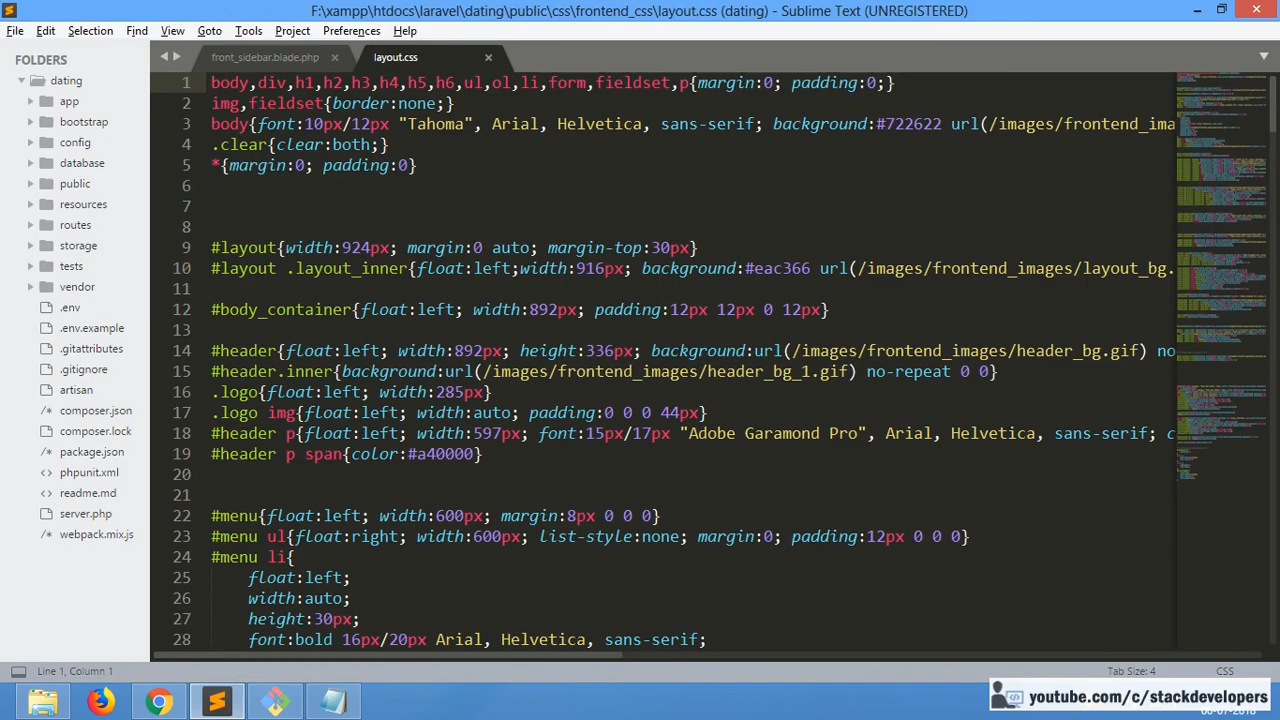 F:\xampp\htdocs\laravel\dating\public\css\frontend_css\layout.css (dating) - Sublime Text (UNREGISTERED)
File Edit Selection Find View Goto Tools Project Preferences Help
FOLDERS
dating
app
bootstrap
config
database
public
resources
routes
storage
tests
vendor
.env
.env.example
.gitattributes
.gitignore
artisan
composer.json
composer.lock
package.json
phpunit.xml
readme.md
server.php
webpack.mix.js
front_sidebar.blade.php
layout.css
1 body,div,h1,h2,h3,h4,h5,h6,ul,ol,li,form,fieldset,p{margin:0; padding:0;}
2 img,fieldset{border:none;}
3 body{font:10px/12px "Tahoma", Arial, Helvetica, sans-serif; background:#722622 url(/images/frontend_ima
4 .clear{clear:both;}
5 *{margin:0; padding:0}
6
7
8
9 #layout{width:924px; margin:0 auto; margin-top:30px}
10 #layout .layout_inner{float:left;width:916px; background:#eac366 url(/images/frontend_images/layout_bg.
11
12 #body_container{float:left; width:892px; padding:12px 12px 0 12px}
13
14 #header{float:left; width:892px; height:336px; background:url(/images/frontend_images/header_bg.gif) no
15 #header.inner{background:url(/images/frontend_images/header_bg_1.gif) no-repeat 0 0}
16 .logo{float:left; width:285px}
17 .logo img{float:left; width:auto; padding:0 0 0 44px}
18 #header p{float:left; width:597px; font:15px/17px "Adobe Garamond Pro", Arial, Helvetica, sans-serif; c
19 #header p span{color:#a40000}
20
21
22 #menu{float:left; width:600px; margin:8px 0 0 0}
23 #menu ul{float:right; width:600px; list-style:none; margin:0; padding:12px 0 0 0}
24 #menu li{
25 float:left;
26 width:auto;
27 height:30px;
28 font:bold 16px/20px Arial, Helvetica, sans-serif;
Line 1, Column 1
Tab Size: 4
CSS
youtube.com/c/stackdevelopers